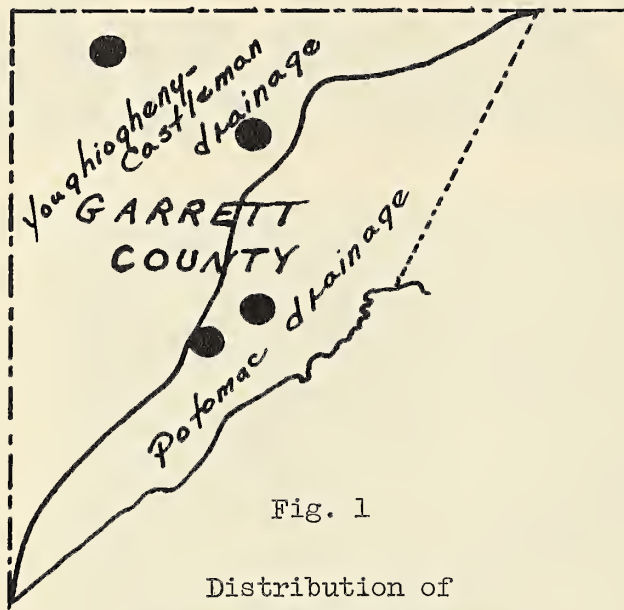 Youghiogheny-
Castleman
drainage
GARRETT
COUNTY
Potomac drainage
Fig. 1
Distribution of